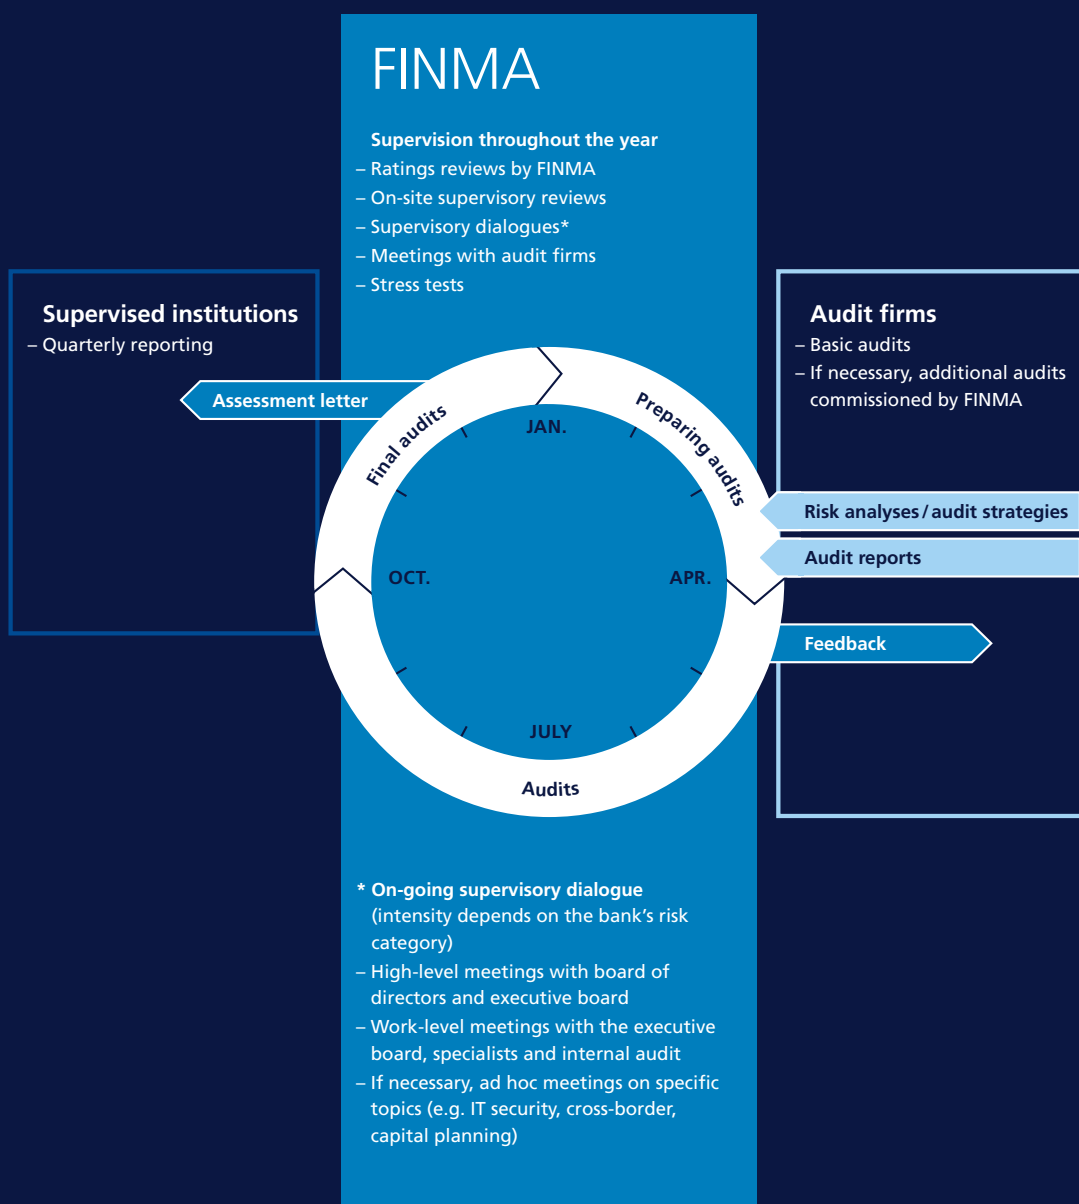 FINMA
Supervision throughout the year
– Ratings reviews by FINMA
– On-site supervisory reviews
– Supervisory dialogues*
– Meetings with audit firms
– Stress tests
Supervised institutions
– Quarterly reporting
Assessment letter
Audit firms
– Basic audits
– If necessary, additional audits
commissioned by FINMA
Final audits
Preparing audits
JAN.
Risk analyses / audit strategies
Audit reports
OCT.
APR.
Feedback
JULY
Audits
* On-going supervisory dialogue
(intensity depends on the bank's risk
category)
– High-level meetings with board of
directors and executive board
– Work-level meetings with the executive
board, specialists and internal audit
– If necessary, ad hoc meetings on specific
topics (e.g. IT security, cross-border,
capital planning)